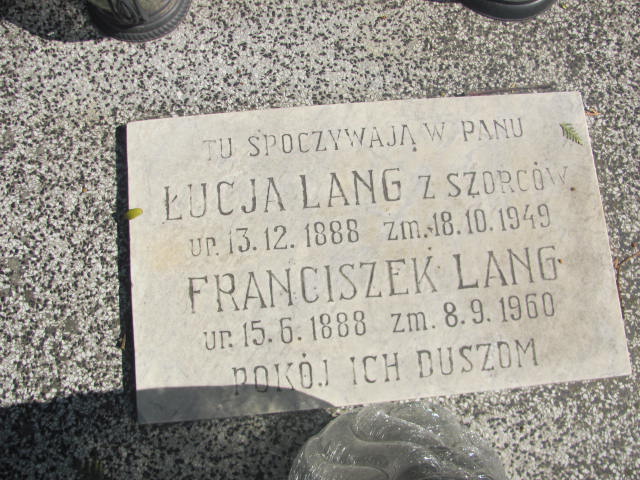 TU SPOCZYWAJĄ W PANU
ŁUCJA LANG Z SZORCÓW
ur. 13.12.1888 zm. 18.10.1949
FRANCISZEK LANG
ur. 15.6.1888 zm. 8.9.1960
POKÓJ ICH DUSZOM